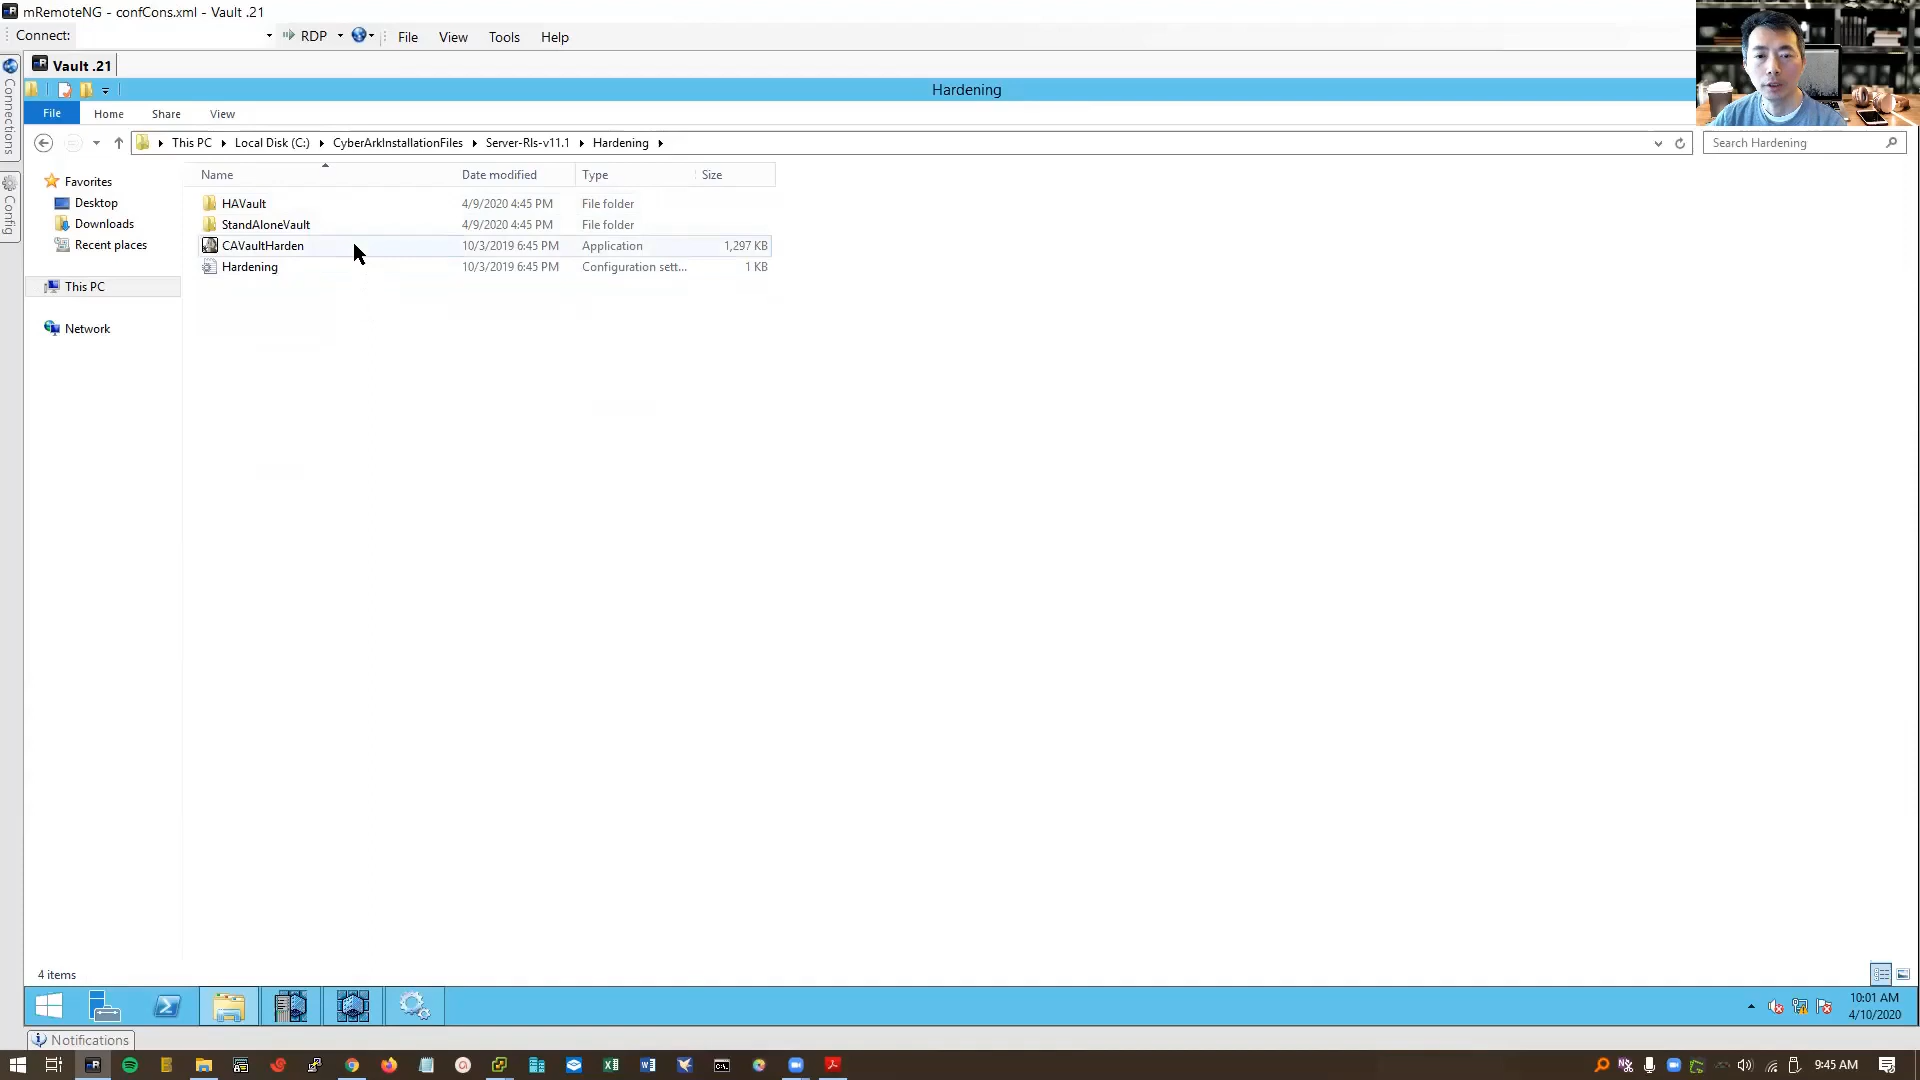 mRemoteNG - confCons.xml - Vault .21
Connect: RDP File View Tools Help
Vault .21
Hardening
File Home Share View
This PC Local Disk (C:) CyberArkInstallationFiles Server-Rls-v11.1 Hardening Search Hardening
Connections
Config
Favorites
Desktop
Downloads
Recent places
This PC
Network
Name Date modified Type Size
HAVault 4/9/2020 4:45 PM File folder
StandAloneVault 4/9/2020 4:45 PM File folder
CAVaultHarden 10/3/2019 6:45 PM Application 1,297 KB
Hardening 10/3/2019 6:45 PM Configuration sett... 1 KB
4 items
10:01 AM
4/10/2020
Notifications
9:45 AM